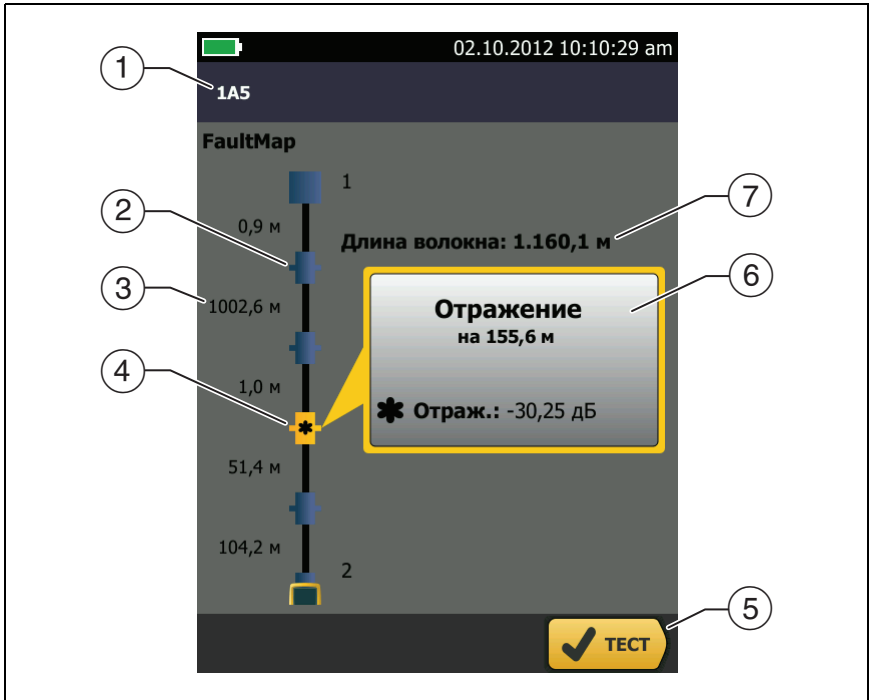 02.10.2012 10:10:29 am
1
1A5
FaultMap
1
7
2
0,9 м
Длина волокна: 1.160,1 м
6
3
1002,6 м
Отражение
на 155,6 м
4
1,0 м
Отраж.: -30,25 дБ
51,4 м
104,2 м
2
5
ТЕСТ